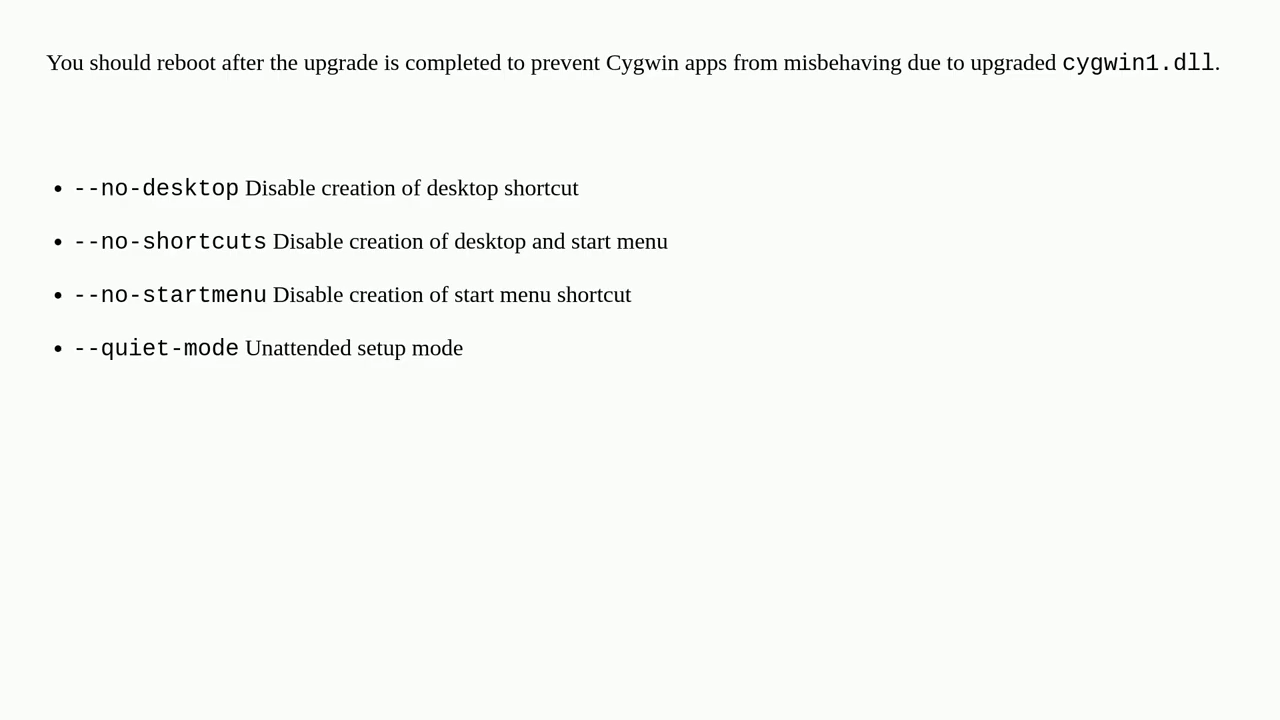 You should reboot after the upgrade is completed to prevent Cygwin apps from misbehaving due to upgraded cygwin1.dll.
• --no-desktop Disable creation of desktop shortcut
• --no-shortcuts Disable creation of desktop and start menu
• --no-startmenu Disable creation of start menu shortcut
• --quiet-mode Unattended setup mode